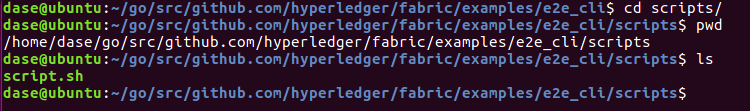 dase@ubuntu:~/go/src/github.com/hyperledger/fabric/examples/e2e_cli$ cd scripts/
dase@ubuntu:~/go/src/github.com/hyperledger/fabric/examples/e2e_cli/scripts$ pwd
/home/dase/go/src/github.com/hyperledger/fabric/examples/e2e_cli/scripts
dase@ubuntu:~/go/src/github.com/hyperledger/fabric/examples/e2e_cli/scripts$ ls
script.sh
dase@ubuntu:~/go/src/github.com/hyperledger/fabric/examples/e2e_cli/scripts$